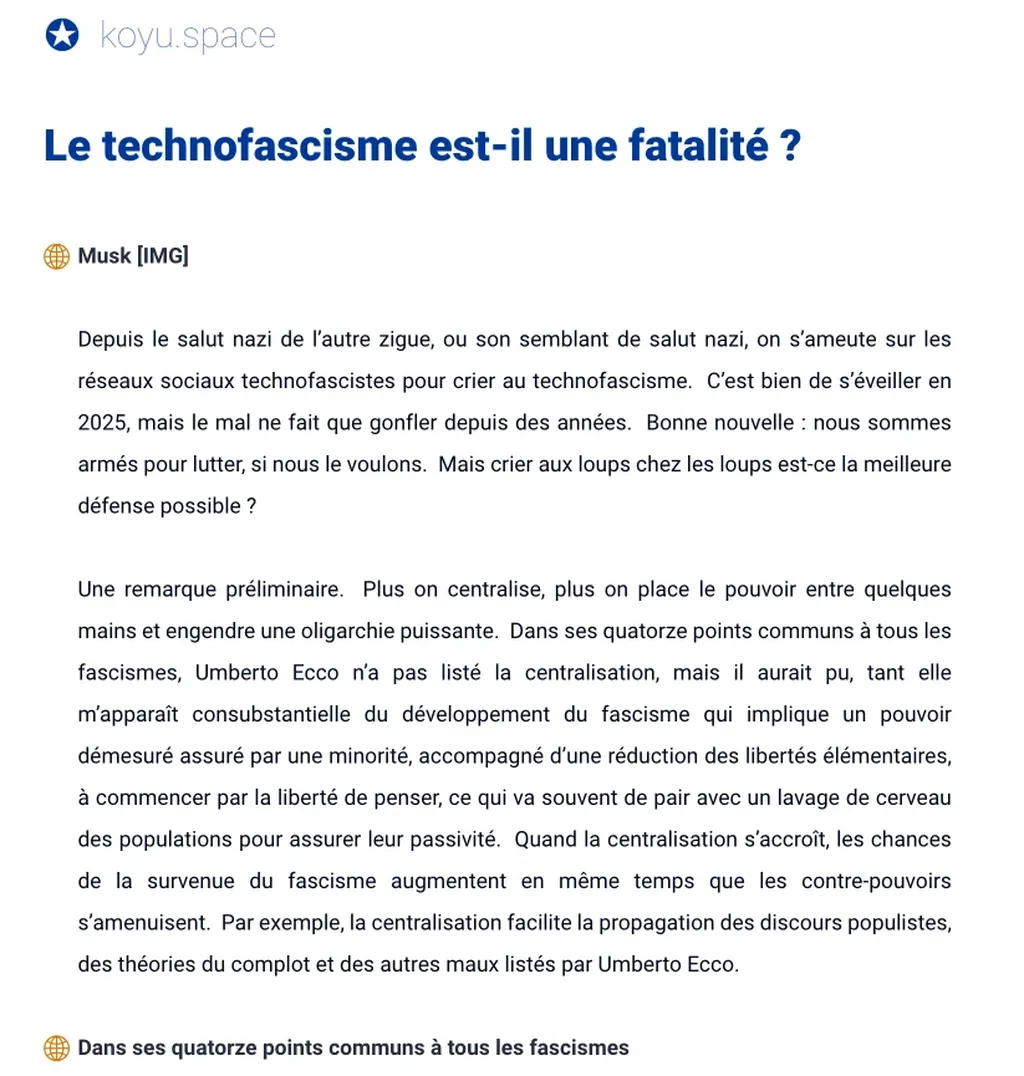 koyu.space
Le technofascisme est-il une fatalité ?
Musk [IMG]
Depuis le salut nazi de l’autre zigue, ou son semblant de salut nazi, on s’ameute sur les
réseaux sociaux technofascistes pour crier au technofascisme.  C’est bien de s’éveiller en
2025, mais le mal ne fait que gonfler depuis des années.  Bonne nouvelle : nous sommes
armés pour lutter, si nous le voulons.  Mais crier aux loups chez les loups est-ce la meilleure
défense possible ?
Une remarque préliminaire.  Plus on centralise, plus on place le pouvoir entre quelques
mains et engendre une oligarchie puissante.  Dans ses quatorze points communs à tous les
fascismes, Umberto Ecco n’a pas listé la centralisation, mais il aurait pu, tant elle
m’apparaît consubstantielle du développement du fascisme qui implique un pouvoir
démesuré assuré par une minorité, accompagné d’une réduction des libertés élémentaires,
à commencer par la liberté de penser, ce qui va souvent de pair avec un lavage de cerveau
des populations pour assurer leur passivité.  Quand la centralisation s’accroît, les chances
de la survenue du fascisme augmentent en même temps que les contre-pouvoirs
s’amenuisent.  Par exemple, la centralisation facilite la propagation des discours populistes,
des théories du complot et des autres maux listés par Umberto Ecco.
Dans ses quatorze points communs à tous les fascismes